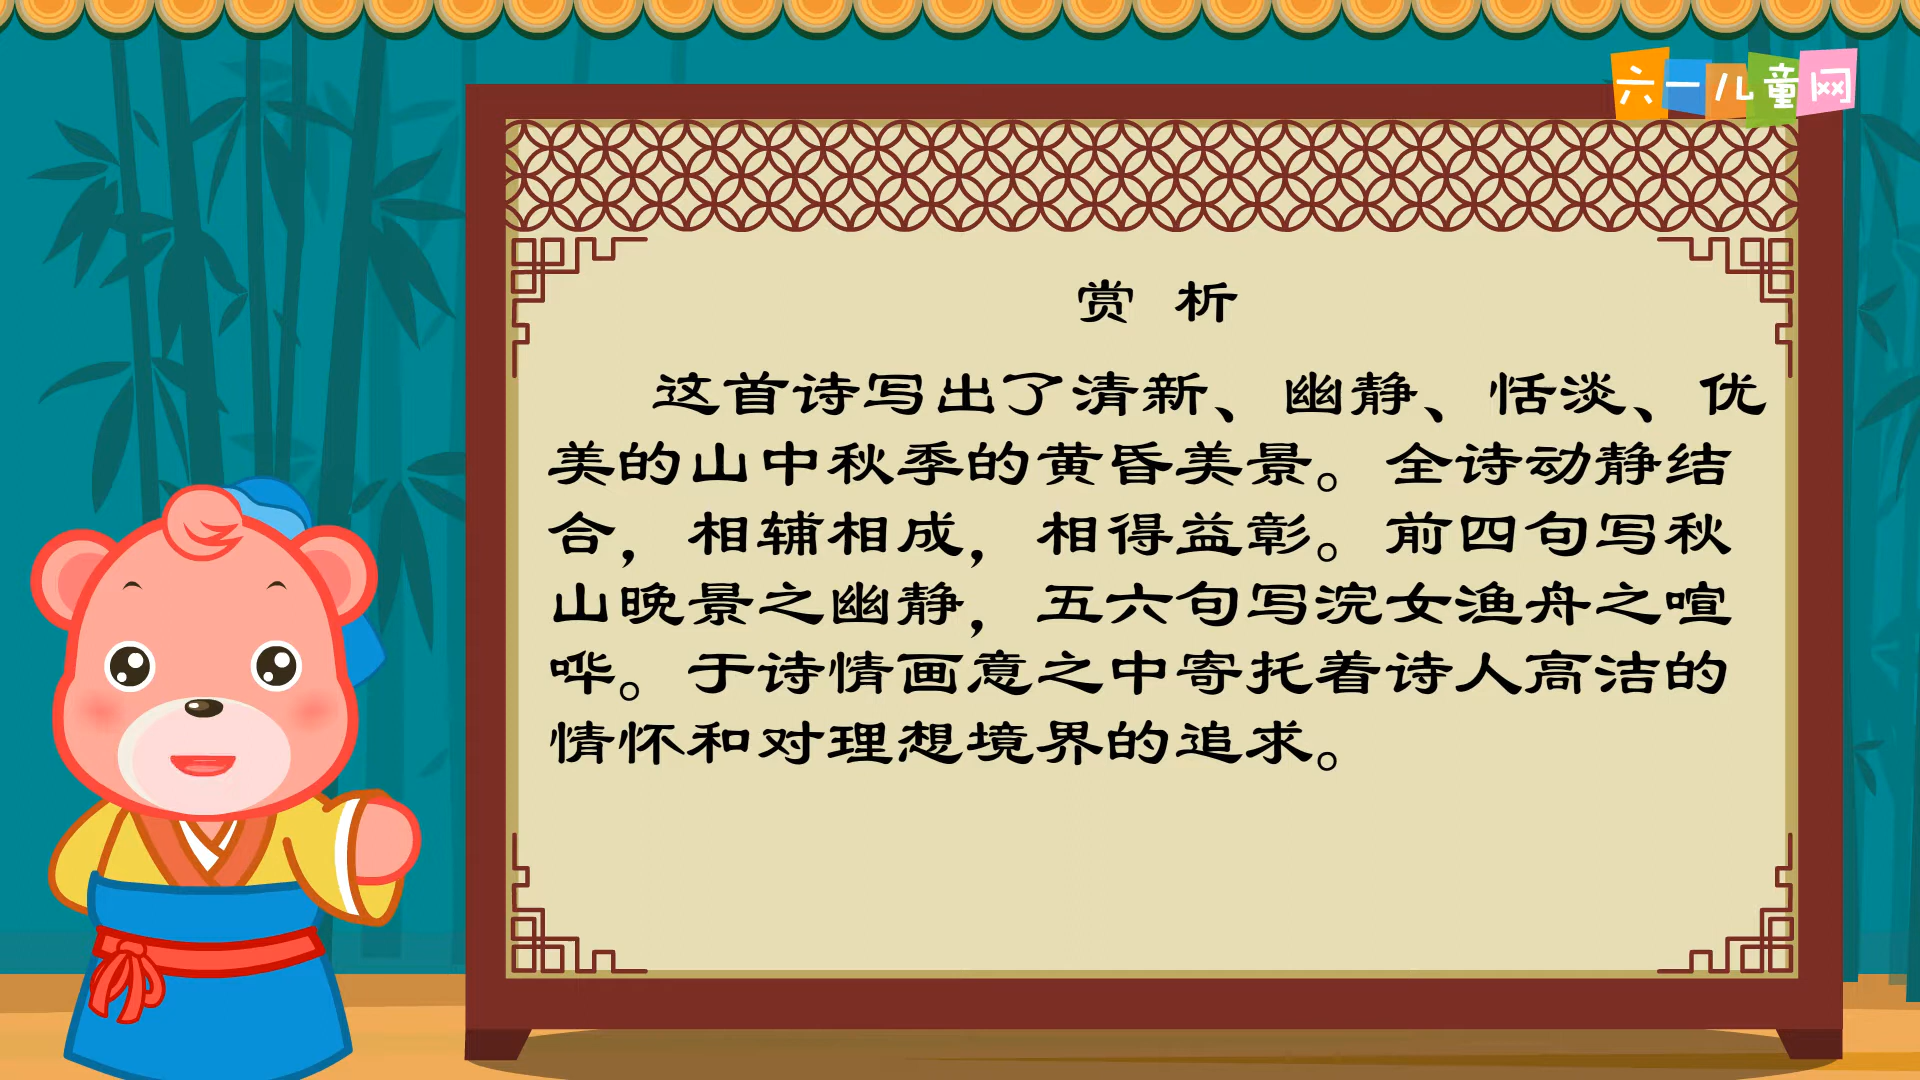 六一儿童网
赏 析
这首诗写出了清新、幽静、恬淡、优
美的山中秋季的黄昏美景。全诗动静结
合，相辅相成，相得益彰。前四句写秋
山晚景之幽静，五六句写浣女渔舟之喧
哗。于诗情画意之中寄托着诗人高洁的
情怀和对理想境界的追求。